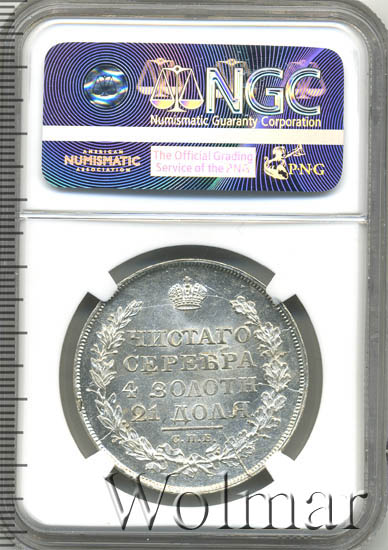 NGC
Numismatic Guaranty Corporation
AMERICAN
NUMISMATIC
ASSOCIATION
The Official Grading
Service of the PNG
P·N·G
ЧИСТАГО
СЕРЕБРА
4 ЗОЛОТН
21 ДОЛЯ
С.П.Б.
Wolmar